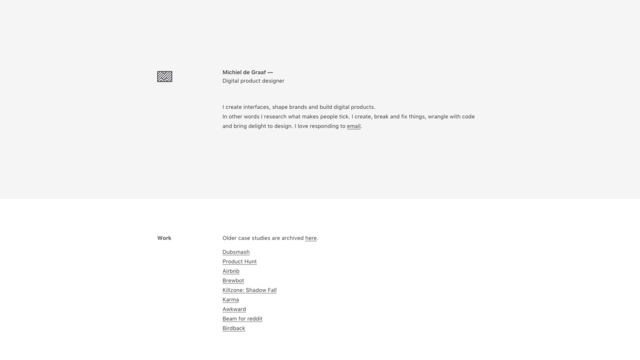 Michiel de Graaf —
Digital product designer
I create interfaces, shape brands and build digital products.
In other words I research what makes people tick. I create, break and fix things, wrangle with code
and bring delight to design. I love responding to email.
Work
Older case studies are archived here.
Dubsmash
Product Hunt
Airbnb
Brewbot
Killzone: Shadow Fall
Karma
Awkward
Beam for reddit
Birdback